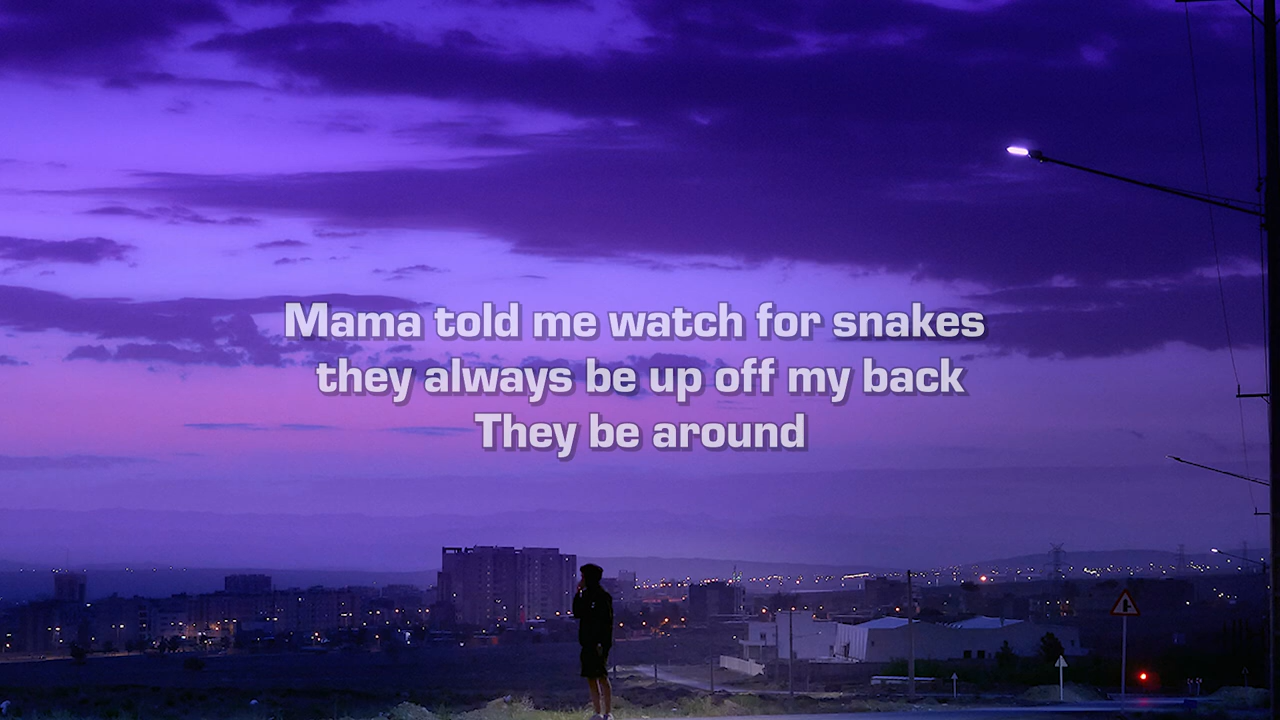 Mama told me watch for snakes
they always be up off my back
They be around